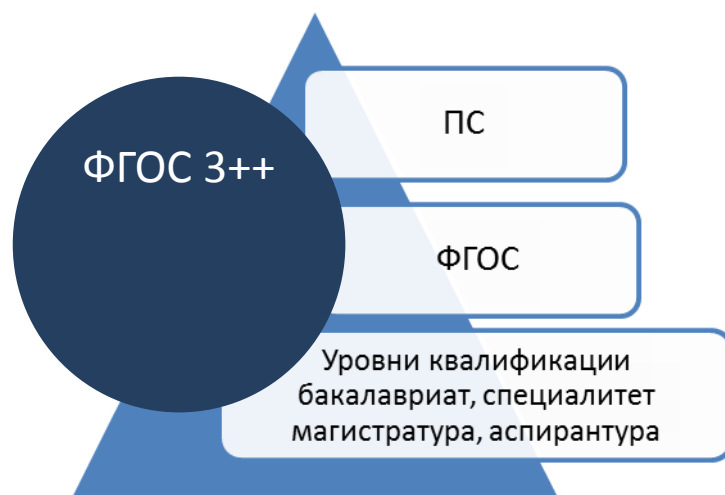 ПС
ФГОС 3++
ФГОС
Уровни квалификации
бакалавриат, специалитет
магистратура, аспирантура